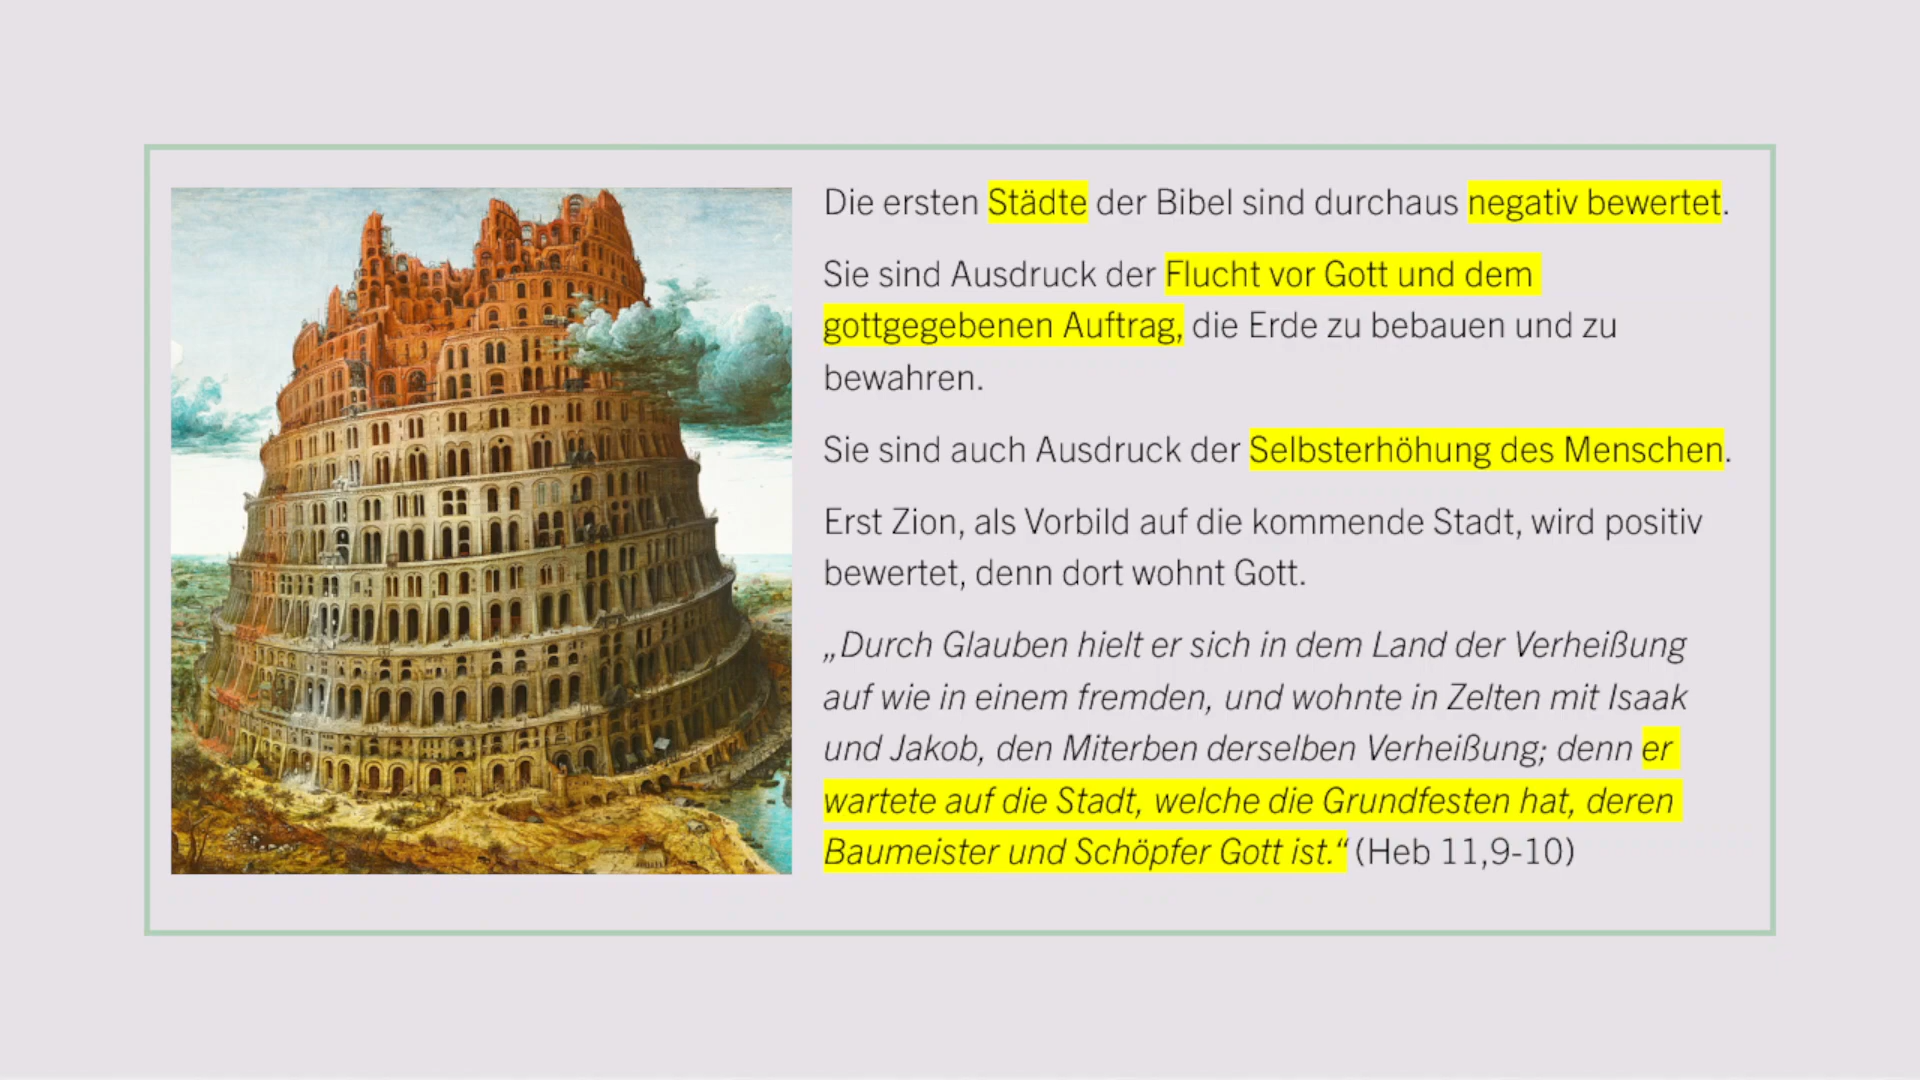 Die ersten Städte der Bibel sind durchaus negativ bewertet.
Sie sind Ausdruck der Flucht vor Gott und dem
gottgegebenen Auftrag, die Erde zu bebauen und zu
bewahren.
Sie sind auch Ausdruck der Selbsterhöhung des Menschen.
Erst Zion, als Vorbild auf die kommende Stadt, wird positiv
bewertet, denn dort wohnt Gott.
„Durch Glauben hielt er sich in dem Land der Verheißung
auf wie in einem fremden, und wohnte in Zelten mit Isaak
und Jakob, den Miterben derselben Verheißung; denn er
wartete auf die Stadt, welche die Grundfesten hat, deren
Baumeister und Schöpfer Gott ist.“ (Heb 11,9-10)